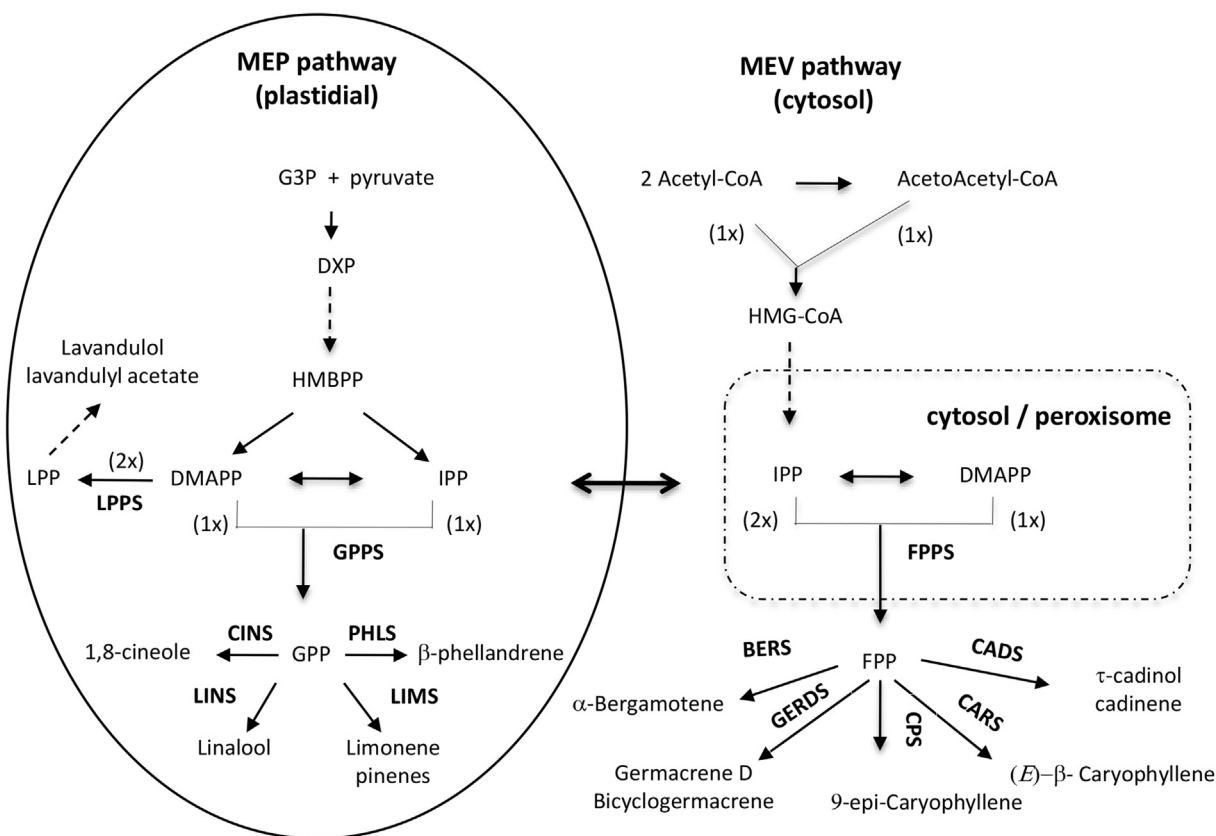 MEP pathway
(plastidial)
G3P + pyruvate
DXP
HMBPP
Lavandulol
lavandulyl acetate
LPP
(2x)
LPPS
DMAPP
IPP
(1x)
(1x)
GPPS
CINS
PHLS
1,8-cineole
GPP
β-phellandrene
LINS
LIMS
Linalool
Limonene
pinenes
MEV pathway
(cytosol)
2 Acetyl-CoA
AcetoAcetyl-CoA
(1x)
(1x)
HMG-CoA
cytosol / peroxisome
IPP
DMAPP
(2x)
(1x)
FPPS
BERS
FPP
CADS
α-Bergamotene
τ-cadinol
cadinene
GERDS
CPS
CARS
Germacrene D
Bicyclogermacrene
9-epi-Caryophyllene
(E)–β- Caryophyllene